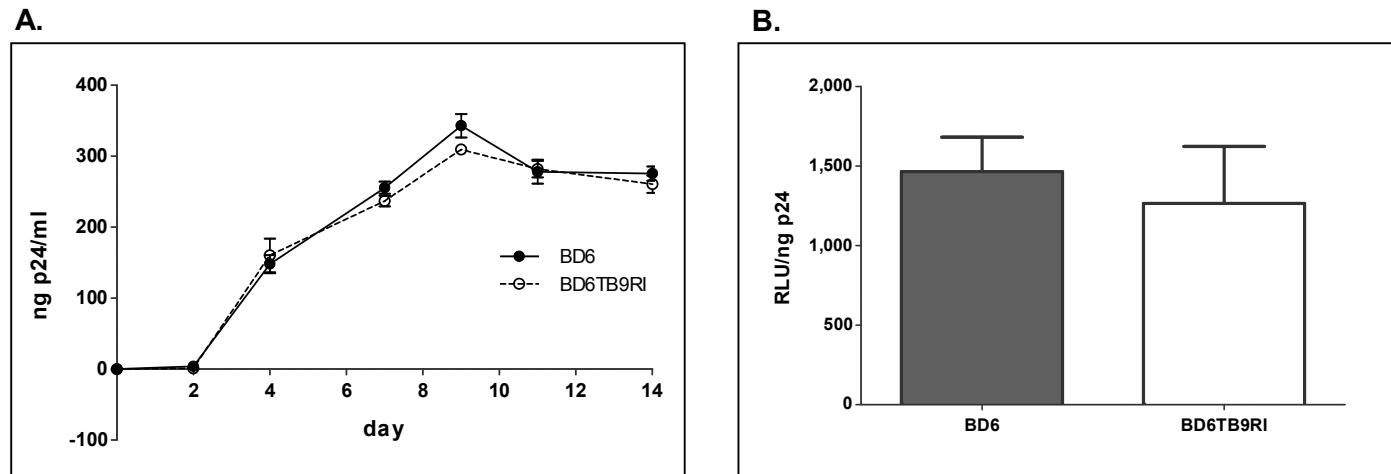 A.
400
300
200
100
0
-100
ng p24/ml
2 4 6 8 10 12 14
day
BD6
BD6TB9RI
B.
2,000
1,500
1,000
500
0
RLU/ng p24
BD6 BD6TB9RI